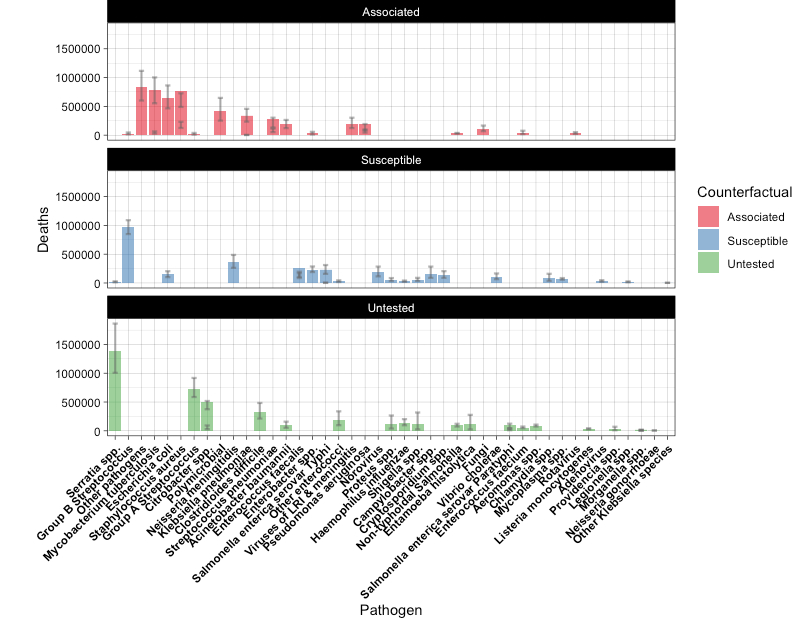 Associated
1500000
1000000
500000
0
Susceptible
1500000
1000000
500000
0
Untested
1500000
1000000
500000
0
Deaths
Serratia spp.
Group B Streptococcus
Other pathogens
Mycobacterium tuberculosis
Escherichia coli
Staphylococcus aureus
Group A Streptococcus
Citrobacter spp.
Polymicrobial
Neisseria meningitidis
Klebsiella pneumoniae
Clostridioides difficile
Streptococcus pneumoniae
Acinetobacter baumannii
Enterococcus faecalis
Enterobacter spp.
Salmonella enterica serovar Typhi
Other enterococci
Viruses of LRI & meningitis
Pseudomonas aeruginosa
Norovirus
Proteus spp.
Haemophilus influenzae
Shigella spp.
Campylobacter spp.
Cryptosporidium spp.
Non-Typhoidal Salmonella
Entamoeba histolytica
Fungi
Vibrio cholerae
Salmonella enterica serovar Paratyphi
Enterococcus faecium
Aeromonas spp.
Chlamydia spp.
Mycoplasma spp.
Rotavirus
Listeria monocytogenes
Adenovirus
Providencia spp.
Legionella spp.
Morganella spp.
Neisseria gonorrhoeae
Other Klebsiella species
Pathogen
Counterfactual
Associated
Susceptible
Untested